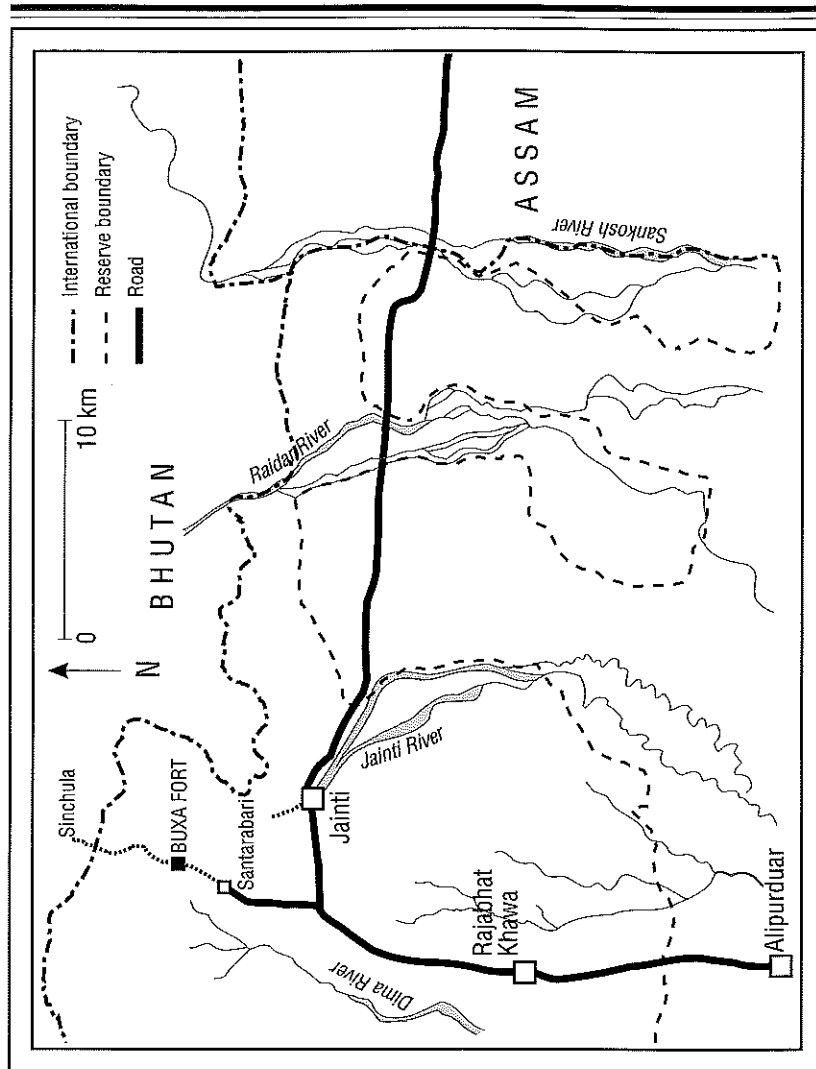 International boundary
Reserve boundary
Road
0
10 km
N
BHUTAN
ASSAM
Sinchula
BUXA FORT
Santarabari
Jainti
Jainti River
Raidak River
Sankosh River
Dima River
Rajabhat
Khawa
Alipurduar